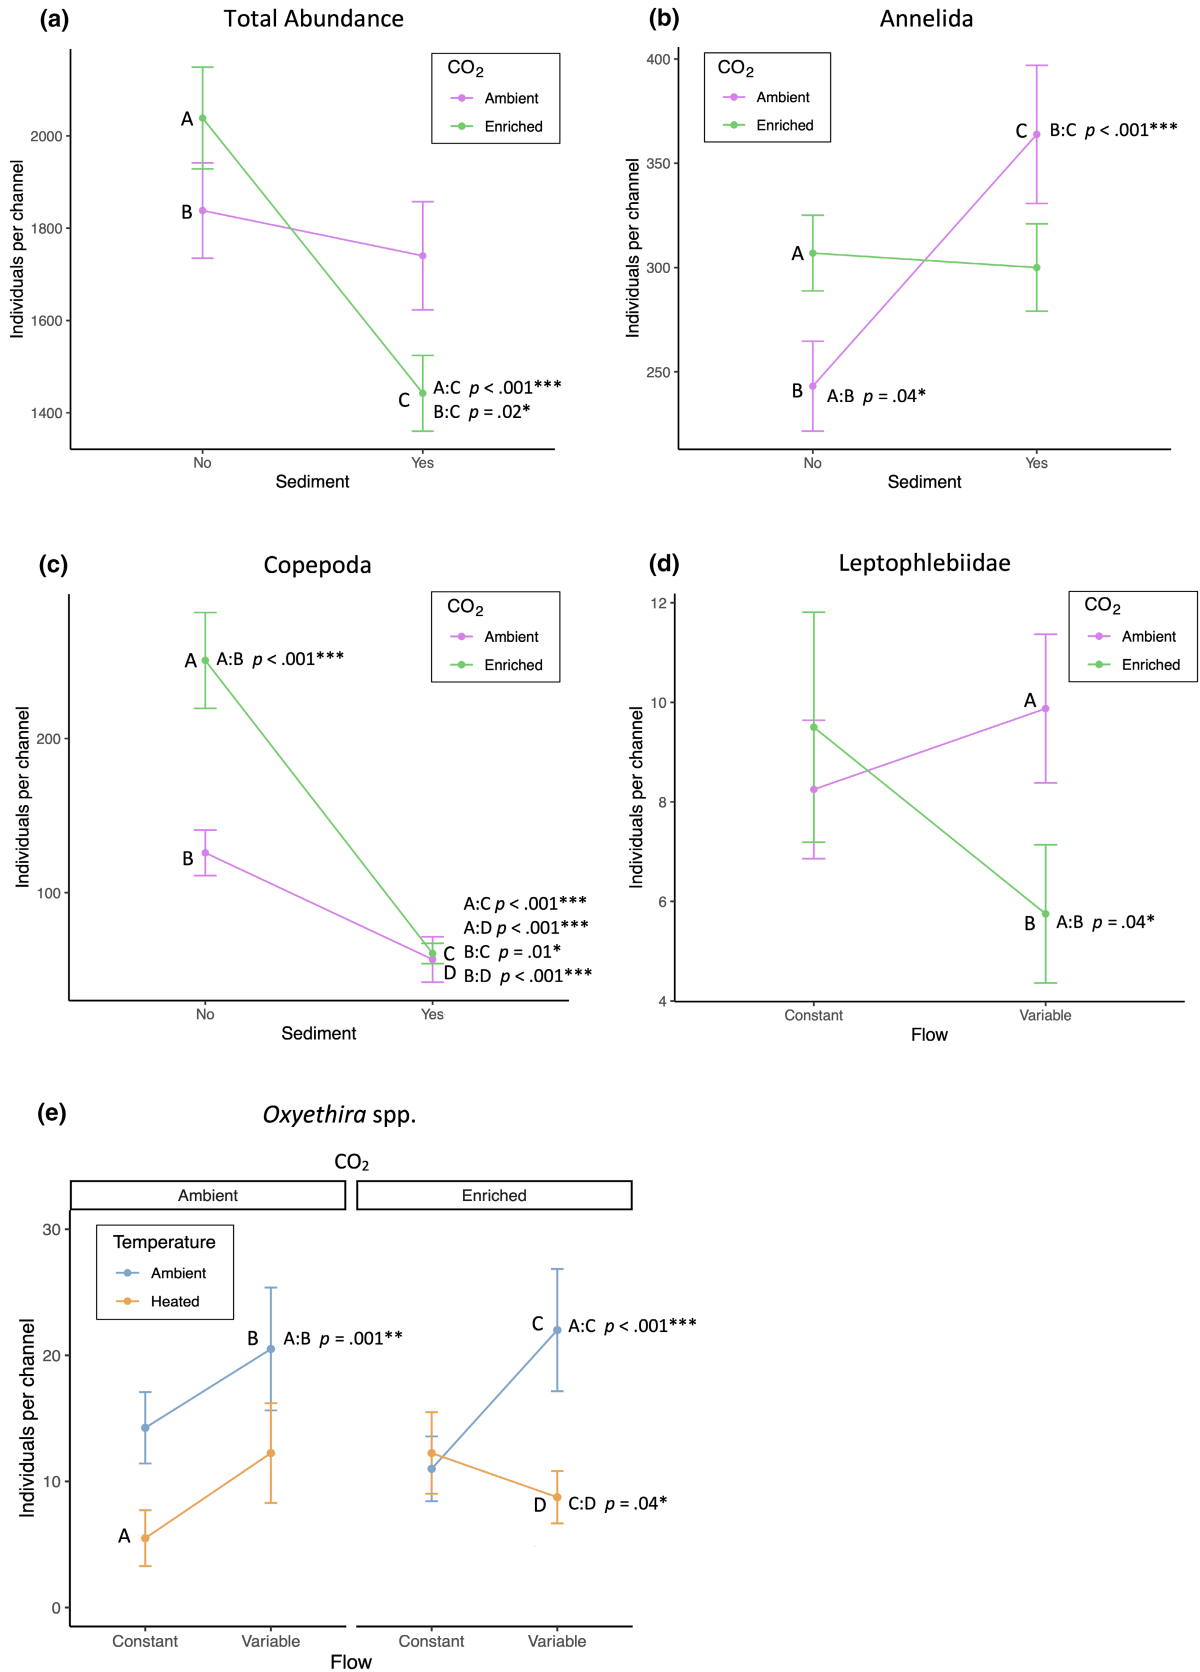 (a)
Total Abundance
CO2
Ambient
Enriched
Individuals per channel
2000
1800
1600
1400
A
B
C
A:C p < .001***
B:C p = .02*
No
Yes
Sediment
(b)
Annelida
CO2
Ambient
Enriched
Individuals per channel
400
350
300
250
A
B
A:B p = .04*
C
B:C p < .001***
No
Yes
Sediment
(c)
Copepoda
CO2
Ambient
Enriched
Individuals per channel
200
100
A
A:B p < .001***
B
A:C p < .001***
A:D p < .001***
C
B:C p = .01*
D
B:D p < .001***
No
Yes
Sediment
(d)
Leptophlebiidae
CO2
Ambient
Enriched
Individuals per channel
12
10
8
6
4
A
B
A:B p = .04*
Constant
Variable
Flow
(e)
Oxyethira spp.
CO2
Ambient
Enriched
Temperature
Ambient
Heated
Individuals per channel
30
20
10
0
A
B
A:B p = .001**
C
A:C p < .001***
D
C:D p = .04*
Constant
Variable
Constant
Variable
Flow